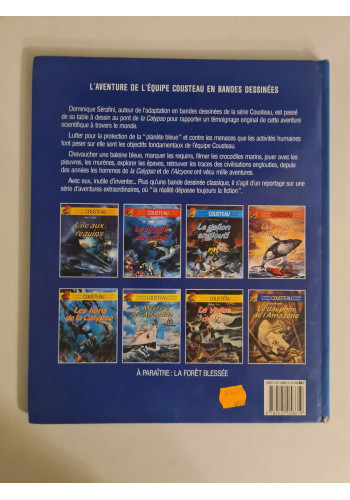 L'AVENTURE DE L'ÉQUIPE COUSTEAU EN BANDES DESSINÉES
Dominique Sérafini, auteur de l'adaptation en bandes dessinées de la série Cousteau, est passé
de sa table à dessin au pont de la Calypso pour rapporter un témoignage original de cette aventure
scientifique à travers le monde.
Lutter pour la protection de la "planète bleue" et contre les menaces que les activités humaines
font peser sur elle sont les objectifs fondamentaux de l'équipe Cousteau.
Chevaucher une baleine bleue, marquer les requins, filmer les crocodiles marins, jouer avec les
pieuvres, les murènes, explorer les épaves, retrouver les traces des civilisations englouties, depuis
des années les hommes de la Calypso et de l'Alcyone ont vécu mille aventures.
Avec eux, inutile d'inventer... Plus qu'une bande dessinée classique, il s'agit d'un reportage sur une
série d'aventures extraordinaires, où "la réalité dépasse toujours la fiction".
COUSTEAU
L'île aux
requins
COUSTEAU
La jungle
COUSTEAU
Le galion
englouti
COUSTEAU
COUSTEAU
Les lions
de la Calypso
COUSTEAU
COUSTEAU
COUSTEAU
Le dauphin
de l'Amazone
À PARAÎTRE : LA FORÊT BLESSÉE